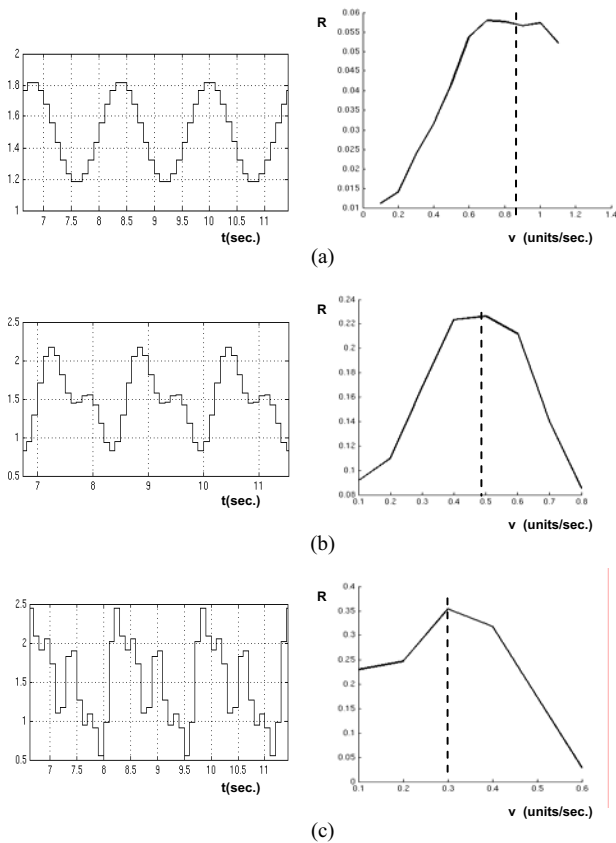 2
1.8
1.6
1.4
1.2
1
7 7.5 8 8.5 9 9.5 10 10.5 11
t(sec.)
R
0.06
0.055
0.05
0.045
0.04
0.035
0.03
0.025
0.02
0.015
0.01
0 0.2 0.4 0.6 0.8 1 1.2 1.4
v (units/sec.)
(a)
2.5
2
1.5
1
0.5
7 8 9 10 11
t(sec.)
R
0.24
0.22
0.2
0.18
0.16
0.14
0.12
0.1
0.08
0.1 0.2 0.3 0.4 0.5 0.6 0.7 0.8
v (units/sec.)
(b)
2.5
2
1.5
1
0.5
7 7.5 8 8.5 9 9.5 10 10.5 11
t(sec.)
R
0.4
0.35
0.3
0.25
0.2
0.15
0.1
0.05
0
0.1 0.2 0.3 0.4 0.5 0.6
v (units/sec.)
(c)